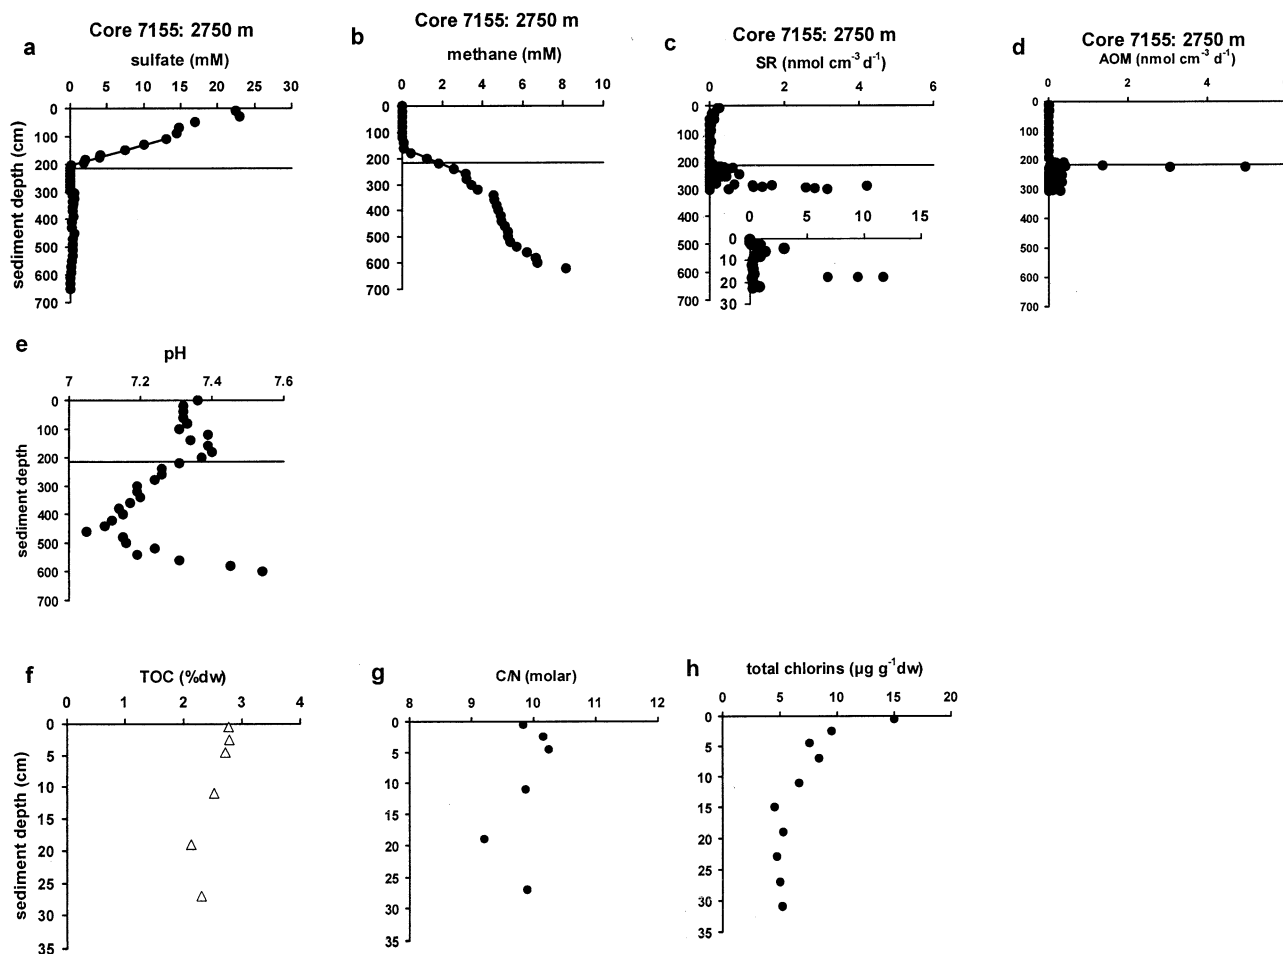 a
Core 7155: 2750 m
sulfate (mM)
0 5 10 15 20 25 30
sediment depth (cm)
0
100
200
300
400
500
600
700
b
Core 7155: 2750 m
methane (mM)
0 2 4 6 8 10
0
100
200
300
400
500
600
700
c
Core 7155: 2750 m
SR (nmol cm⁻³ d⁻¹)
0 2 4 6
0
100
200
300
400
500
600
700
0 5 10 15
0
10
20
30
d
Core 7155: 2750 m
AOM (nmol cm⁻³ d⁻¹)
0 2 4
0
100
200
300
400
500
600
700
e
pH
7 7.2 7.4 7.6
sediment depth
0
100
200
300
400
500
600
700
f
TOC (%dw)
0 1 2 3 4
sediment depth (cm)
0
5
10
15
20
25
30
35
g
C/N (molar)
8 9 10 11 12
0
5
10
15
20
25
30
35
h
total chlorins (µg g⁻¹dw)
0 5 10 15 20
0
5
10
15
20
25
30
35